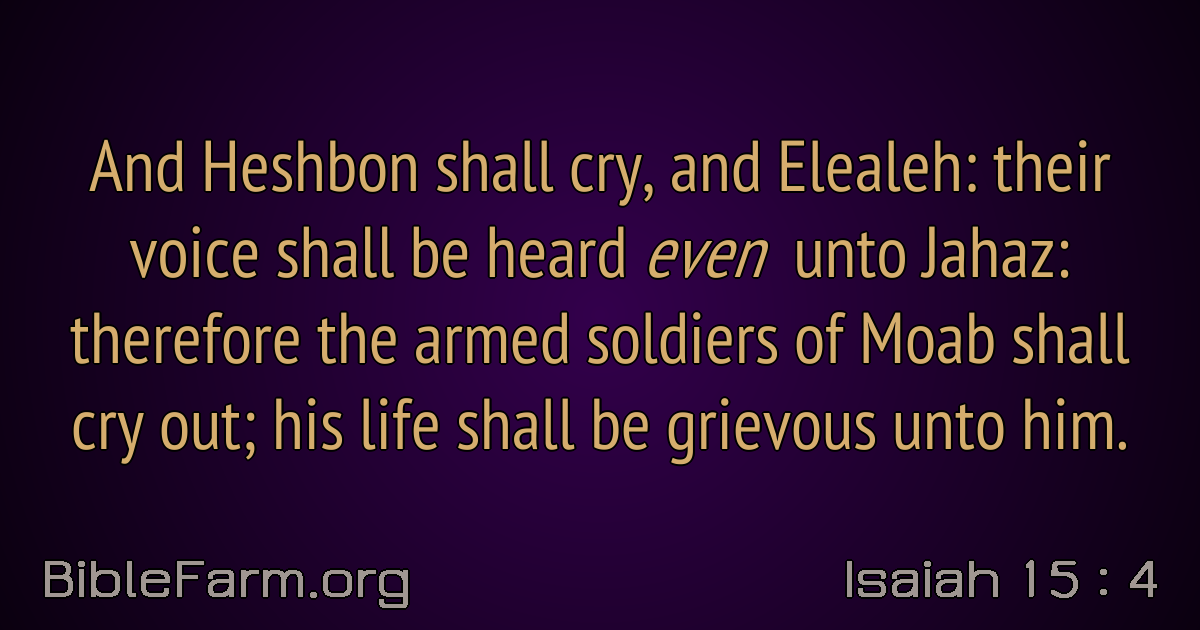 And Heshbon shall cry, and Elealeh: their
voice shall be heard even unto Jahaz:
therefore the armed soldiers of Moab shall
cry out; his life shall be grievous unto him.
BibleFarm.org
Isaiah 15 : 4